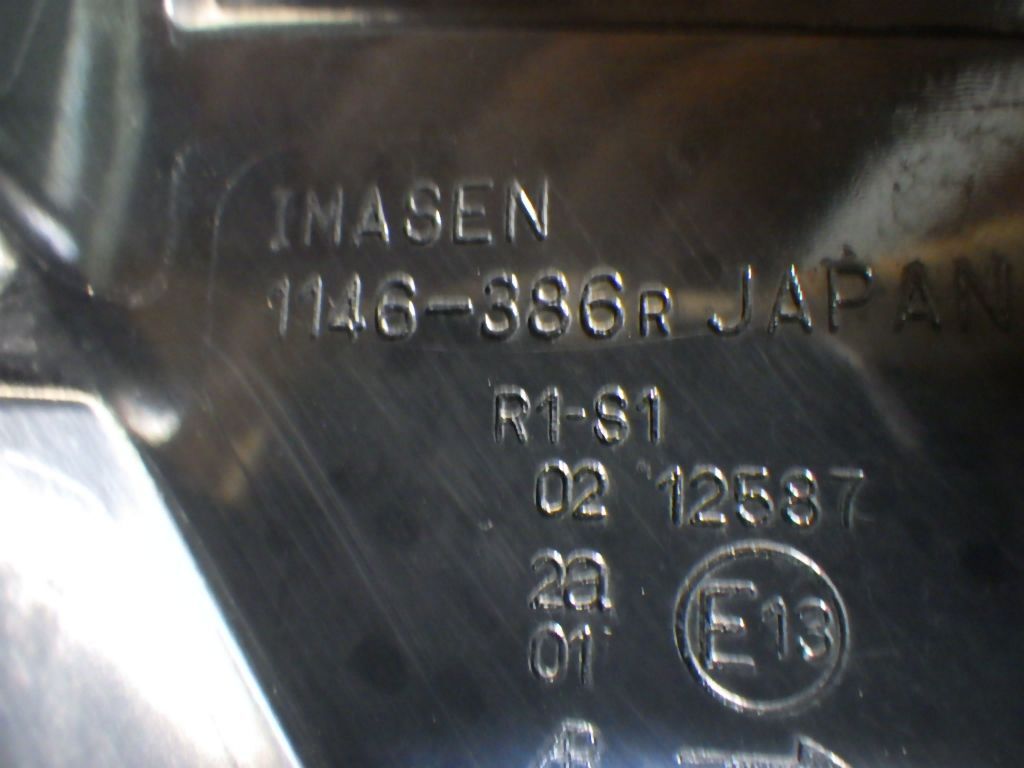 IMASEN
1146-386R JAPAN
R1-S1
02 12587
2a
01
E13